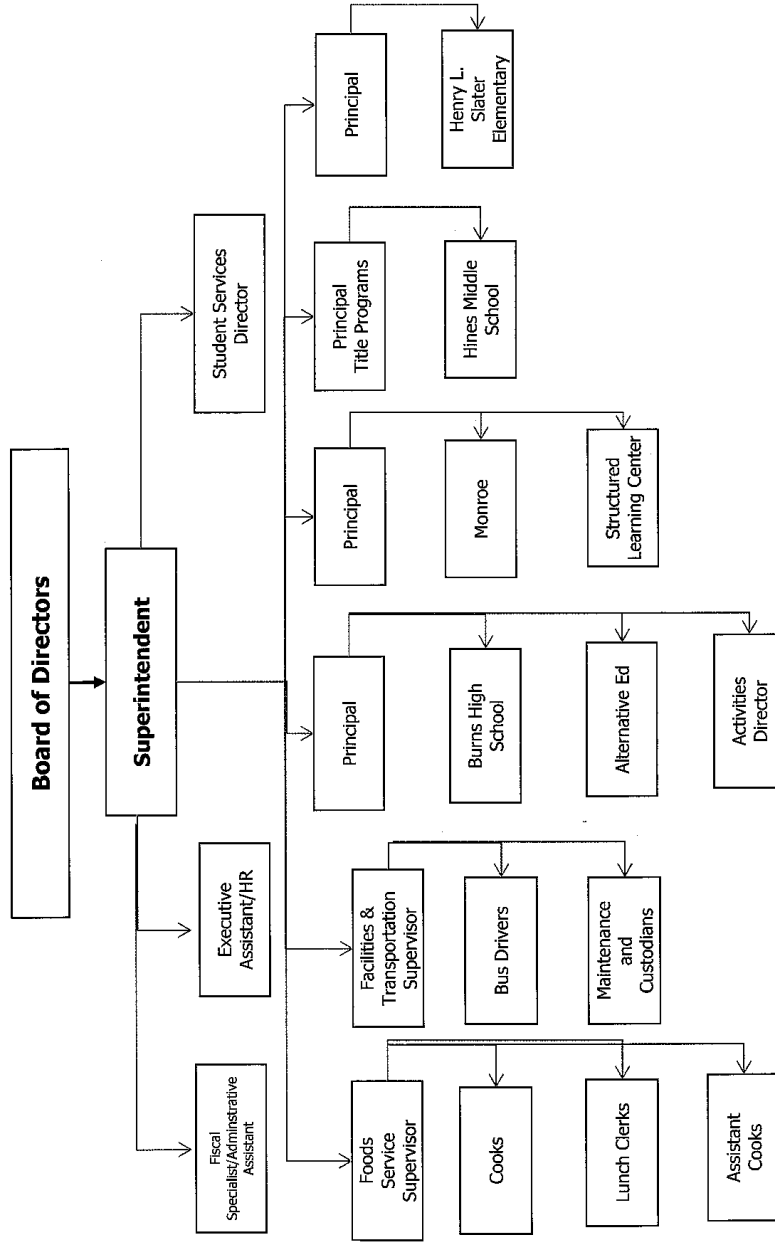 Board of Directors
Superintendent
Fiscal
Specialist/Adminstrative
Assistant
Executive
Assistant/HR
Student Services
Director
Foods
Service
Supervisor
Cooks
Lunch Clerks
Assistant
Cooks
Facilities &
Transportation
Supervisor
Bus Drivers
Maintenance
and
Custodians
Principal
Burns High
School
Alternative Ed
Activities
Director
Principal
Monroe
Structured
Learning Center
Principal
Title Programs
Hines Middle
School
Principal
Henry L.
Slater
Elementary